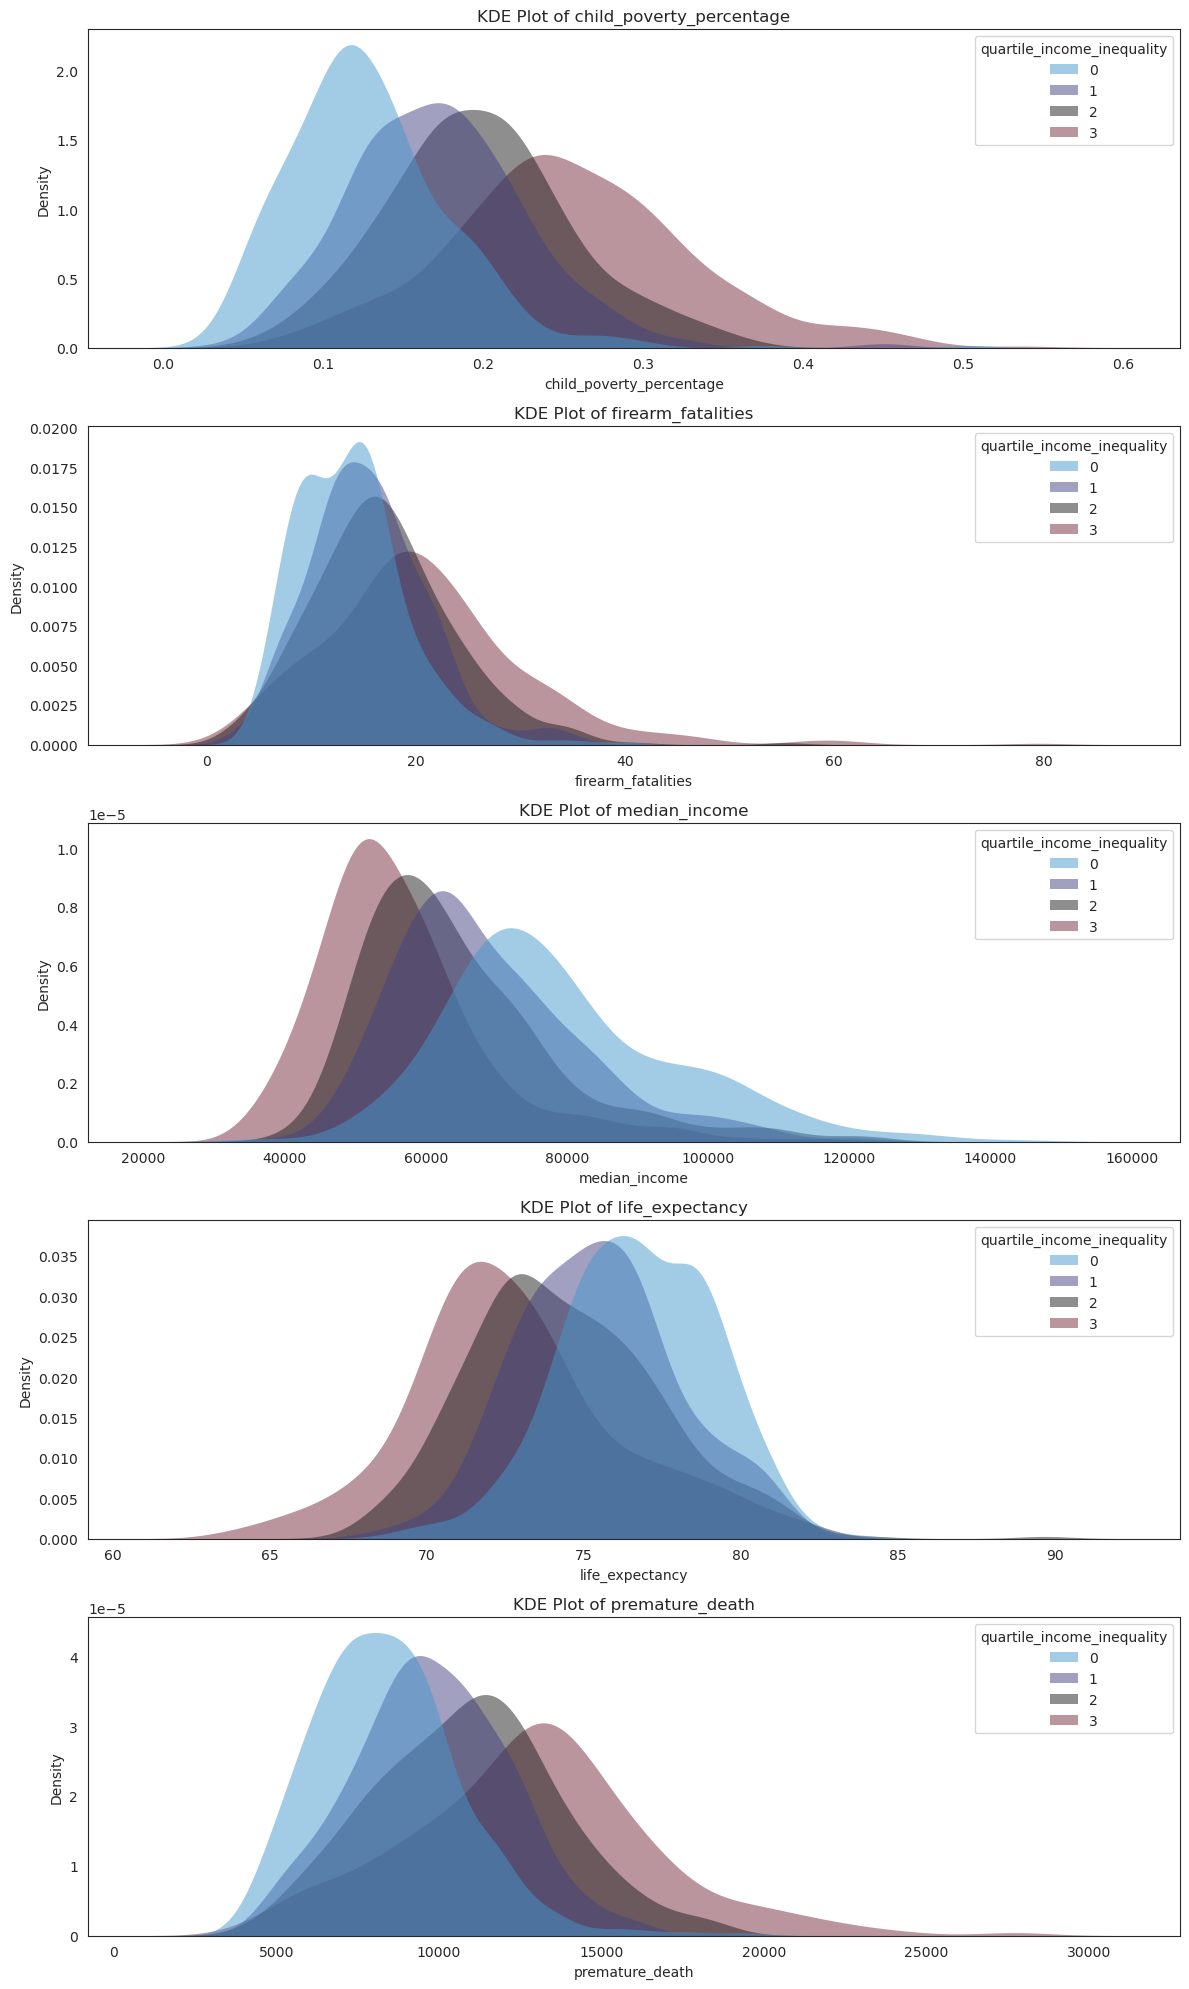 KDE Plot of child_poverty_percentage
quartile_income_inequality
0
1
2
3
2.0
1.5
1.0
0.5
0.0
Density
0.0 0.1 0.2 0.3 0.4 0.5 0.6
child_poverty_percentage
KDE Plot of firearm_fatalities
quartile_income_inequality
0
1
2
3
0.0200
0.0175
0.0150
0.0125
0.0100
0.0075
0.0050
0.0025
0.0000
Density
0 20 40 60 80
firearm_fatalities
KDE Plot of median_income
1e−5
quartile_income_inequality
0
1
2
3
1.0
0.8
0.6
0.4
0.2
0.0
Density
20000 40000 60000 80000 100000 120000 140000 160000
median_income
KDE Plot of life_expectancy
quartile_income_inequality
0
1
2
3
0.035
0.030
0.025
0.020
0.015
0.010
0.005
0.000
Density
60 65 70 75 80 85 90
life_expectancy
KDE Plot of premature_death
1e−5
quartile_income_inequality
0
1
2
3
4
3
2
1
0
Density
0 5000 10000 15000 20000 25000 30000
premature_death